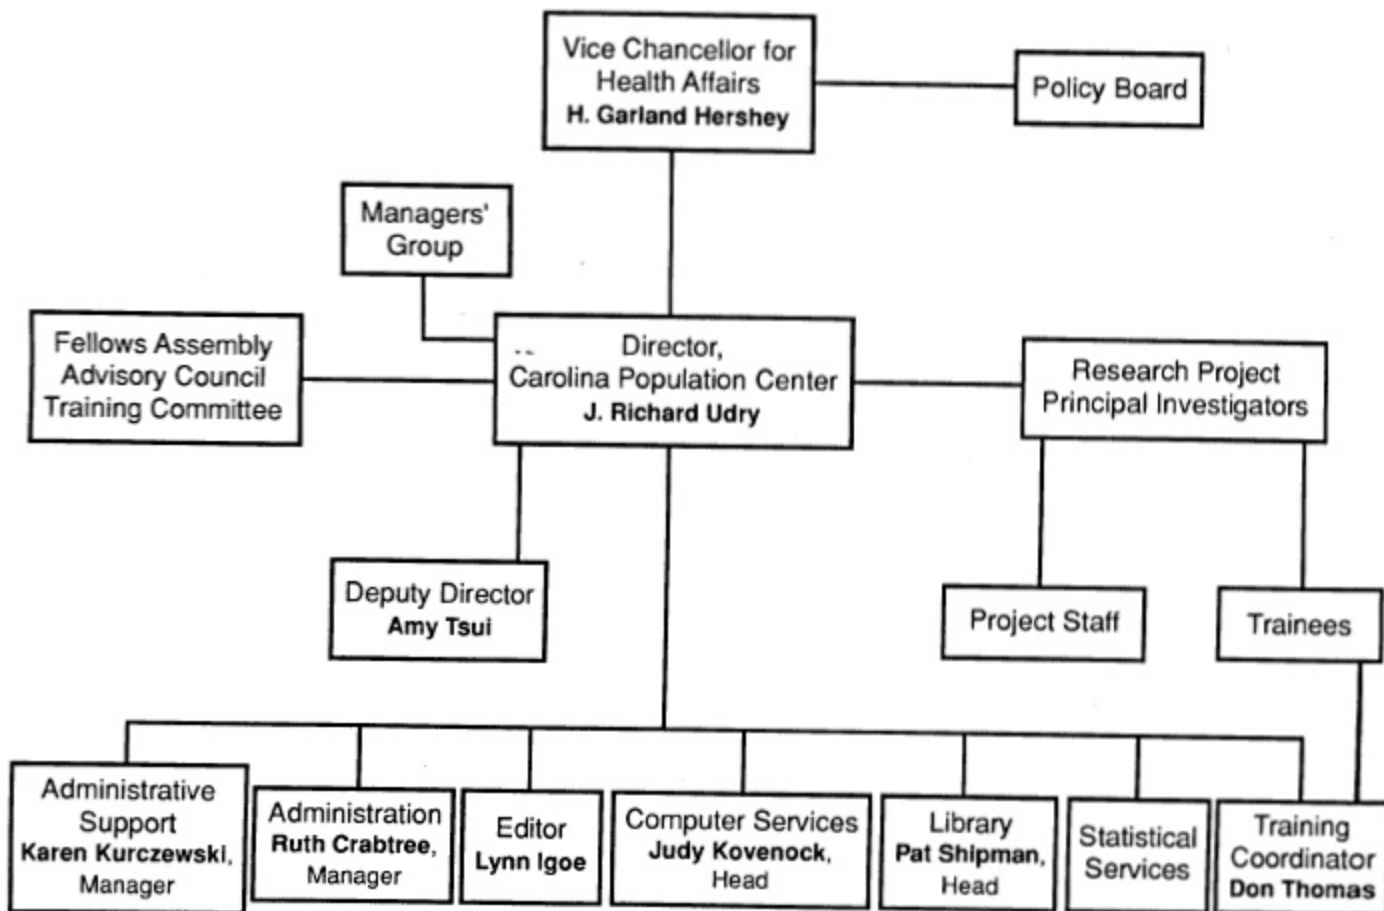 Vice Chancellor for
Health Affairs
H. Garland Hershey
Policy Board
Managers'
Group
Fellows Assembly
Advisory Council
Training Committee
Director,
Carolina Population Center
J. Richard Udry
Research Project
Principal Investigators
Deputy Director
Amy Tsui
Project Staff
Trainees
Administrative
Support
Karen Kurczewski,
Manager
Administration
Ruth Crabtree,
Manager
Editor
Lynn Igoe
Computer Services
Judy Kovenock,
Head
Library
Pat Shipman,
Head
Statistical
Services
Training
Coordinator
Don Thomas